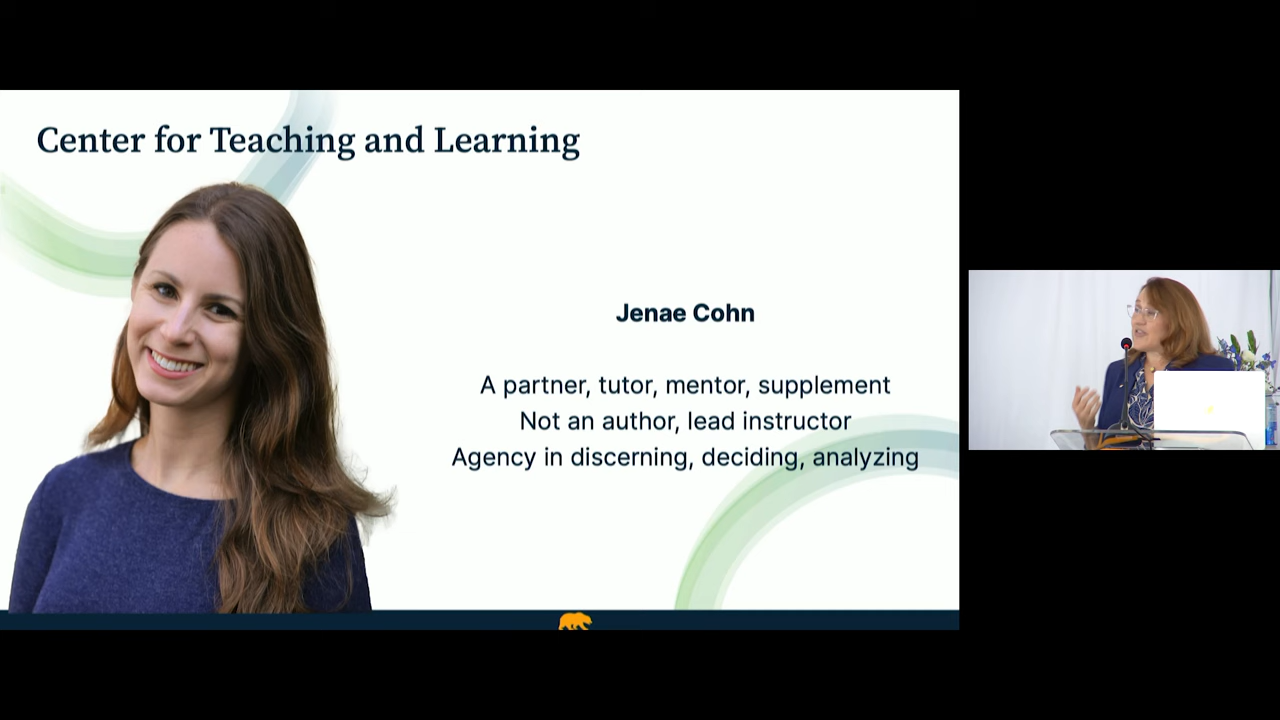 Center for Teaching and Learning
Jenae Cohn
A partner, tutor, mentor, supplement
Not an author, lead instructor
Agency in discerning, deciding, analyzing